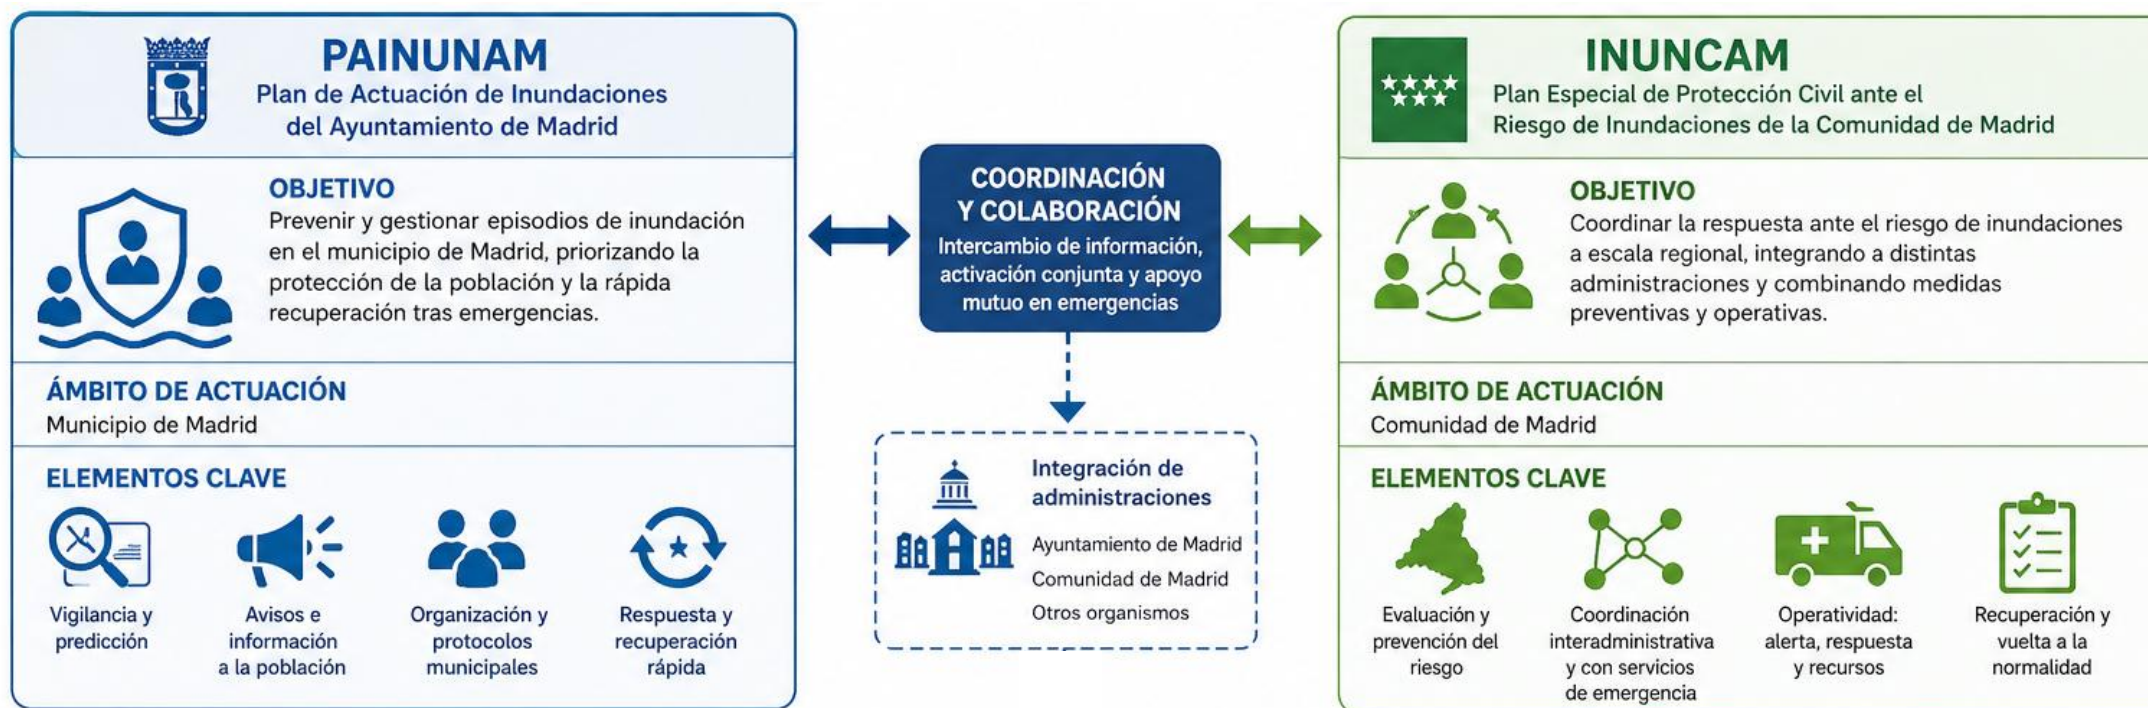 PAINUNAM
Plan de Actuación de Inundaciones
del Ayuntamiento de Madrid
OBJETIVO
Prevenir y gestionar episodios de inundación
en el municipio de Madrid, priorizando la
protección de la población y la rápida
recuperación tras emergencias.
ÁMBITO DE ACTUACIÓN
Municipio de Madrid
ELEMENTOS CLAVE
Vigilancia y
predicción
Avisos e
información
a la población
Organización y
protocolos
municipales
Respuesta y
recuperación
rápida
COORDINACIÓN
Y COLABORACIÓN
Intercambio de información,
activación conjunta y apoyo
mutuo en emergencias
Integración de
administraciones
Ayuntamiento de Madrid
Comunidad de Madrid
Otros organismos
INUNCAM
Plan Especial de Protección Civil ante el
Riesgo de Inundaciones de la Comunidad de Madrid
OBJETIVO
Coordinar la respuesta ante el riesgo de inundaciones
a escala regional, integrando a distintas
administraciones y combinando medidas
preventivas y operativas.
ÁMBITO DE ACTUACIÓN
Comunidad de Madrid
ELEMENTOS CLAVE
Evaluación y
prevención del
riesgo
Coordinación
interadministrativa
y con servicios
de emergencia
Operatividad:
alerta, respuesta
y recursos
Recuperación y
vuelta a la
normalidad